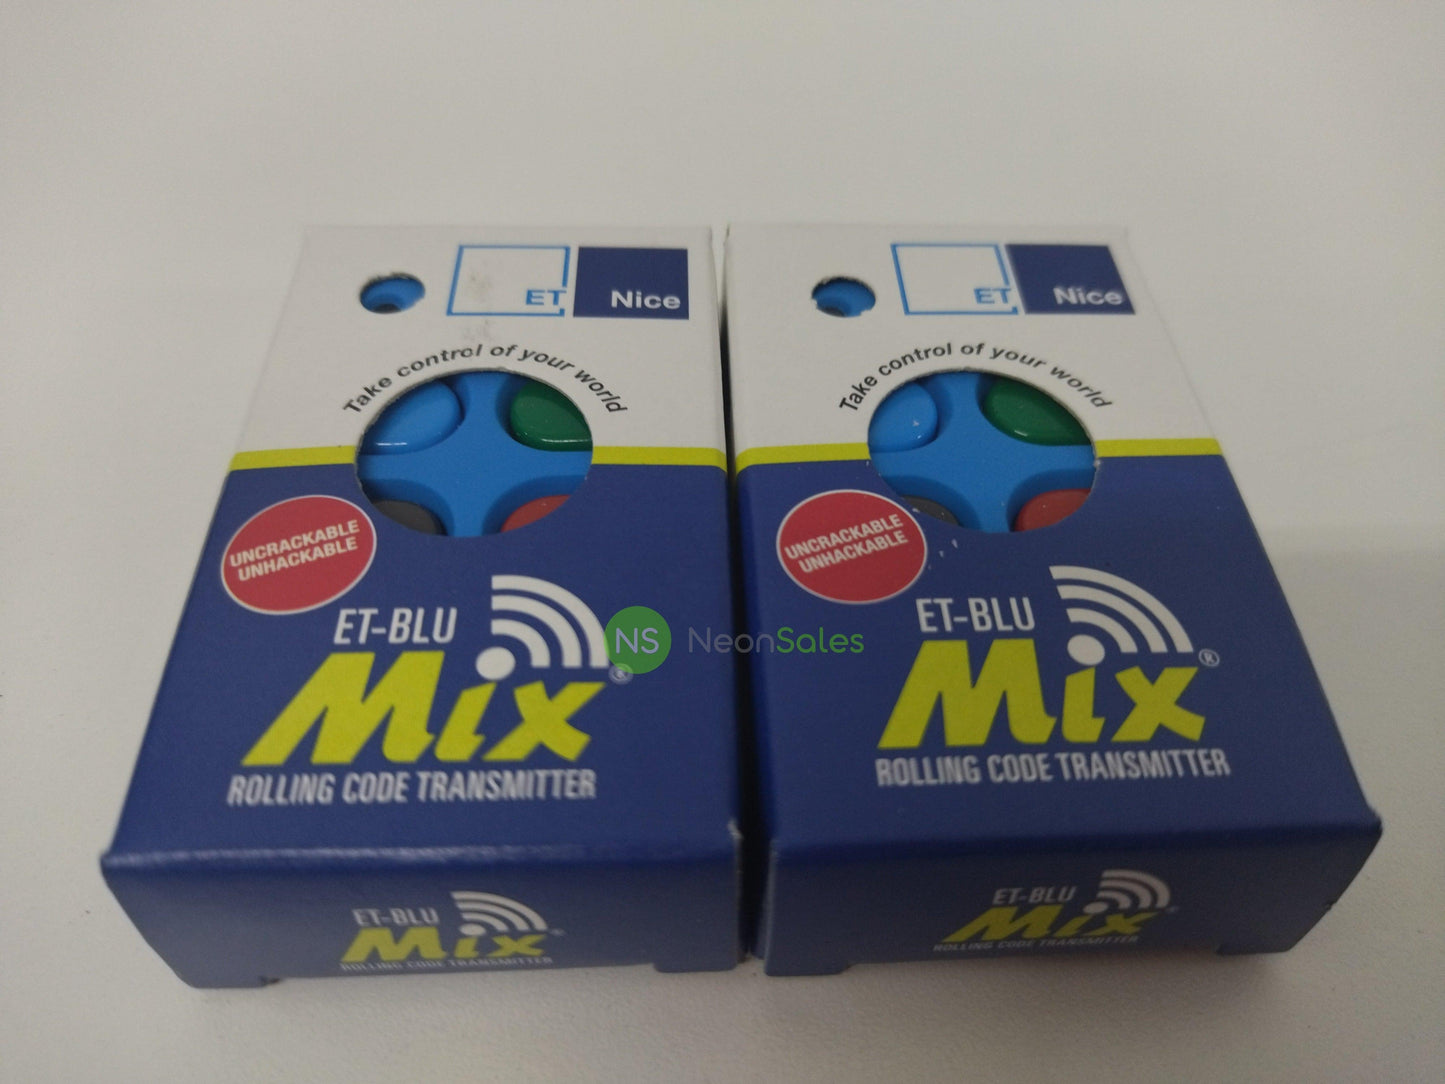 ET Nice
Take control of your world
UNCRACKABLE
UNHACKABLE
ET-BLU
Mix®
ROLLING CODE TRANSMITTER
ET-BLU
Mix®
ROLLING CODE TRANSMITTER
ET Nice
Take control of your world
UNCRACKABLE
UNHACKABLE
ET-BLU
Mix®
ROLLING CODE TRANSMITTER
ET-BLU
Mix®
ROLLING CODE TRANSMITTER
NS NeonSales